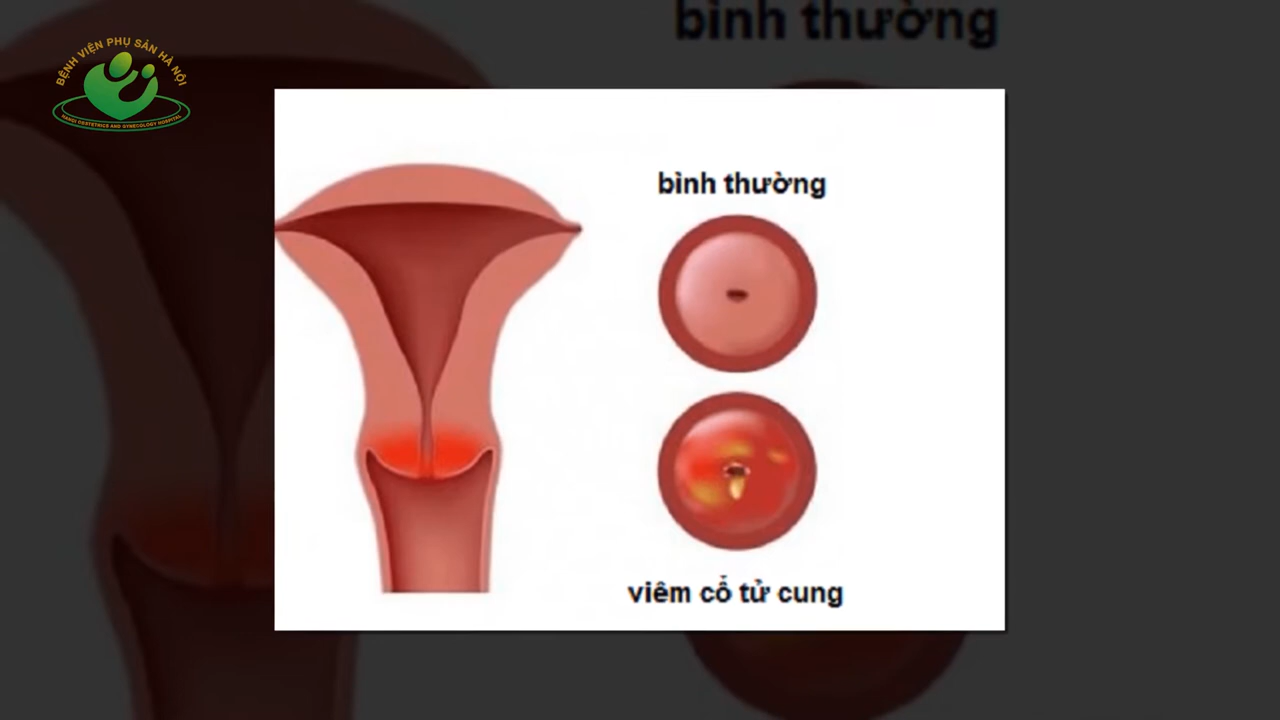 bình thường
BỆNH VIỆN PHỤ SẢN HÀ NỘI
HANOI OBSTETRICS AND GYNECOLOGY HOSPITAL
bình thường
viêm cổ tử cung